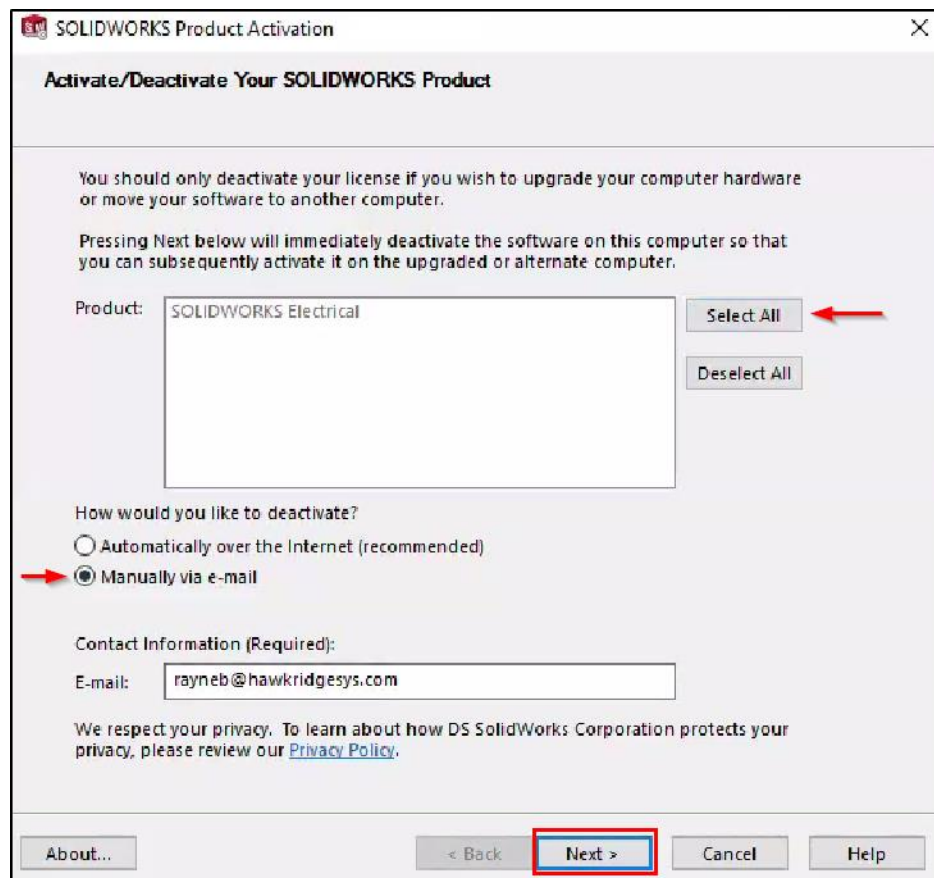 SOLIDWORKS Product Activation
Activate/Deactivate Your SOLIDWORKS Product
You should only deactivate your license if you wish to upgrade your computer hardware
or move your software to another computer.
Pressing Next below will immediately deactivate the software on this computer so that
you can subsequently activate it on the upgraded or alternate computer.
Product:
SOLIDWORKS Electrical
Select All
Deselect All
How would you like to deactivate?
Automatically over the Internet (recommended)
Manually via e-mail
Contact Information (Required):
E-mail:
rayneb@hawkridgesys.com
We respect your privacy. To learn about how DS SolidWorks Corporation protects your
privacy, please review our Privacy Policy.
About...
< Back
Next >
Cancel
Help